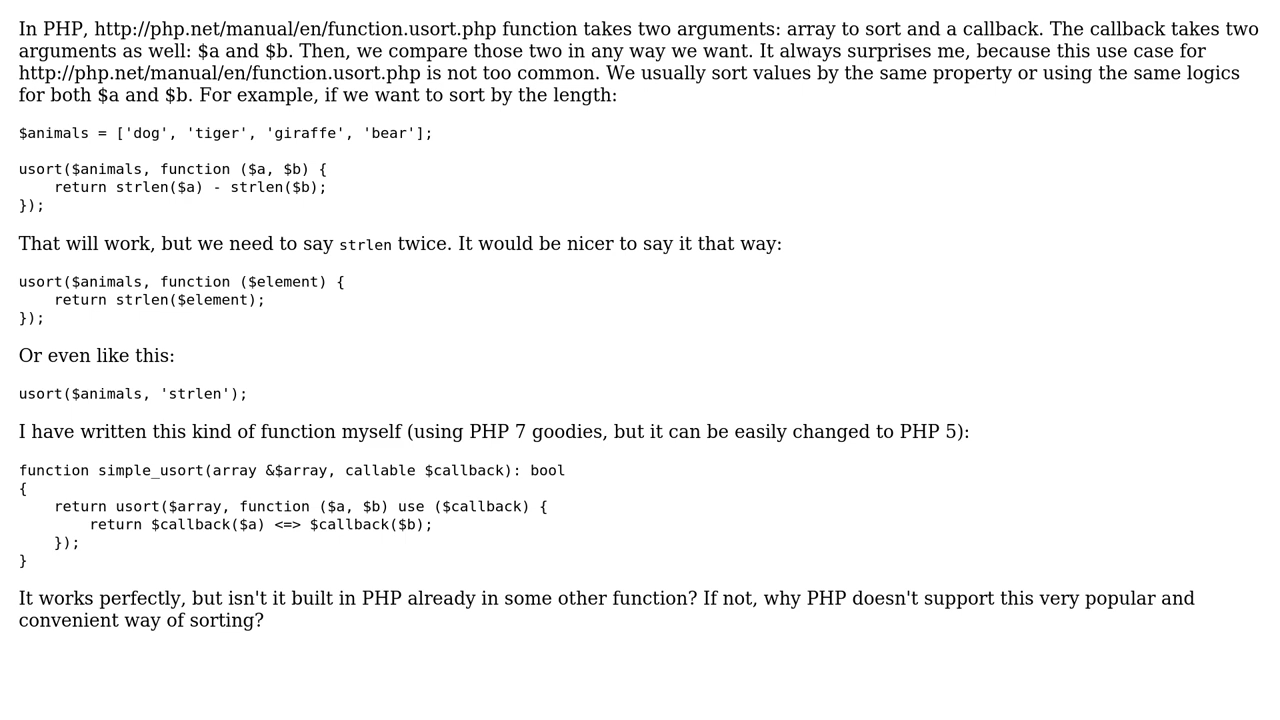 In PHP, http://php.net/manual/en/function.usort.php function takes two arguments: array to sort and a callback. The callback takes two
arguments as well: $a and $b. Then, we compare those two in any way we want. It always surprises me, because this use case for
http://php.net/manual/en/function.usort.php is not too common. We usually sort values by the same property or using the same logics
for both $a and $b. For example, if we want to sort by the length:
$animals = ['dog', 'tiger', 'giraffe', 'bear'];
usort($animals, function ($a, $b) {
    return strlen($a) - strlen($b);
});
That will work, but we need to say strlen twice. It would be nicer to say it that way:
usort($animals, function ($element) {
    return strlen($element);
});
Or even like this:
usort($animals, 'strlen');
I have written this kind of function myself (using PHP 7 goodies, but it can be easily changed to PHP 5):
function simple_usort(array &$array, callable $callback): bool
{
    return usort($array, function ($a, $b) use ($callback) {
        return $callback($a) <=> $callback($b);
    });
}
It works perfectly, but isn't it built in PHP already in some other function? If not, why PHP doesn't support this very popular and
convenient way of sorting?